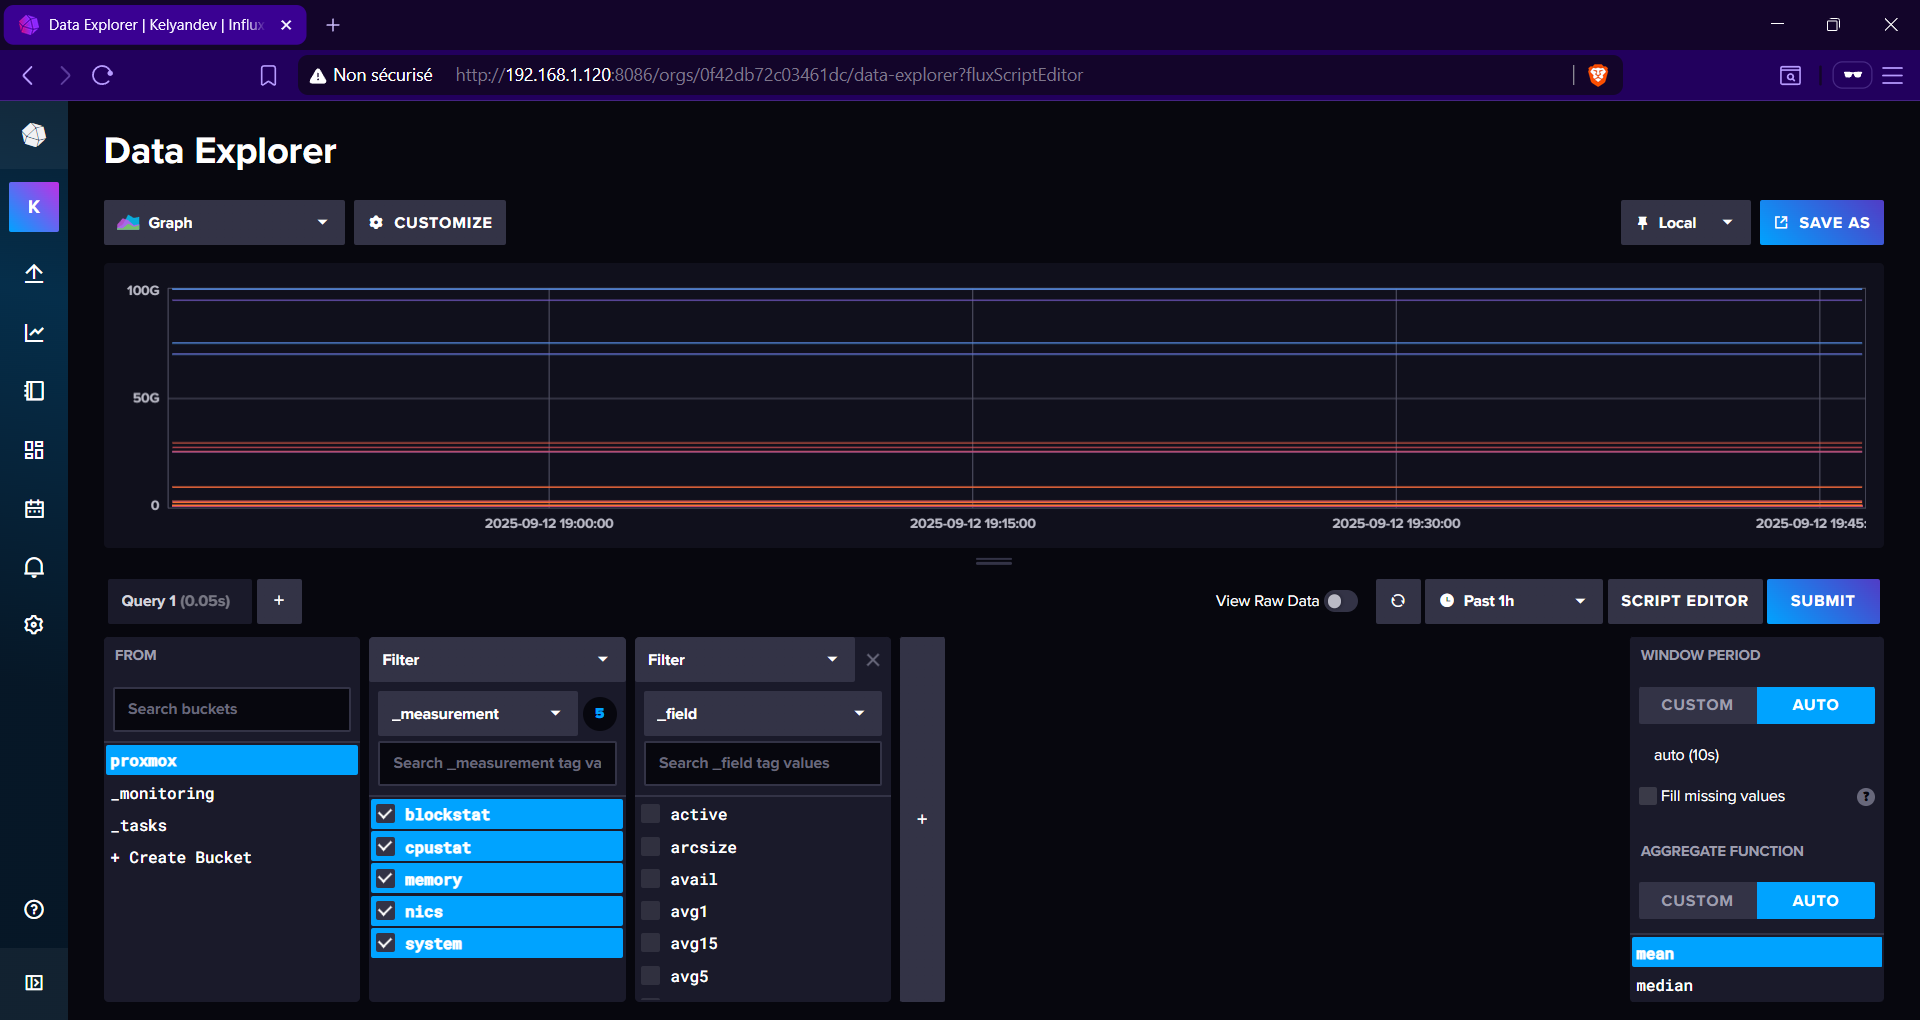 Data Explorer | Kelyandev | Influx
Non sécurisé http://192.168.1.120:8086/orgs/0f42db72c03461dc/data-explorer?fluxScriptEditor
K
Data Explorer
Graph
CUSTOMIZE
Local
SAVE AS
100G
50G
0
2025-09-12 19:00:00
2025-09-12 19:15:00
2025-09-12 19:30:00
2025-09-12 19:45:
Query 1 (0.05s)
+
View Raw Data
Past 1h
SCRIPT EDITOR
SUBMIT
FROM
Search buckets
proxmox
_monitoring
_tasks
+ Create Bucket
Filter
_measurement
5
Search _measurement tag va
blockstat
cpustat
memory
nics
system
Filter
_field
Search _field tag values
active
arcsize
avail
avg1
avg15
avg5
+
WINDOW PERIOD
CUSTOM
AUTO
auto (10s)
Fill missing values
?
AGGREGATE FUNCTION
CUSTOM
AUTO
mean
median